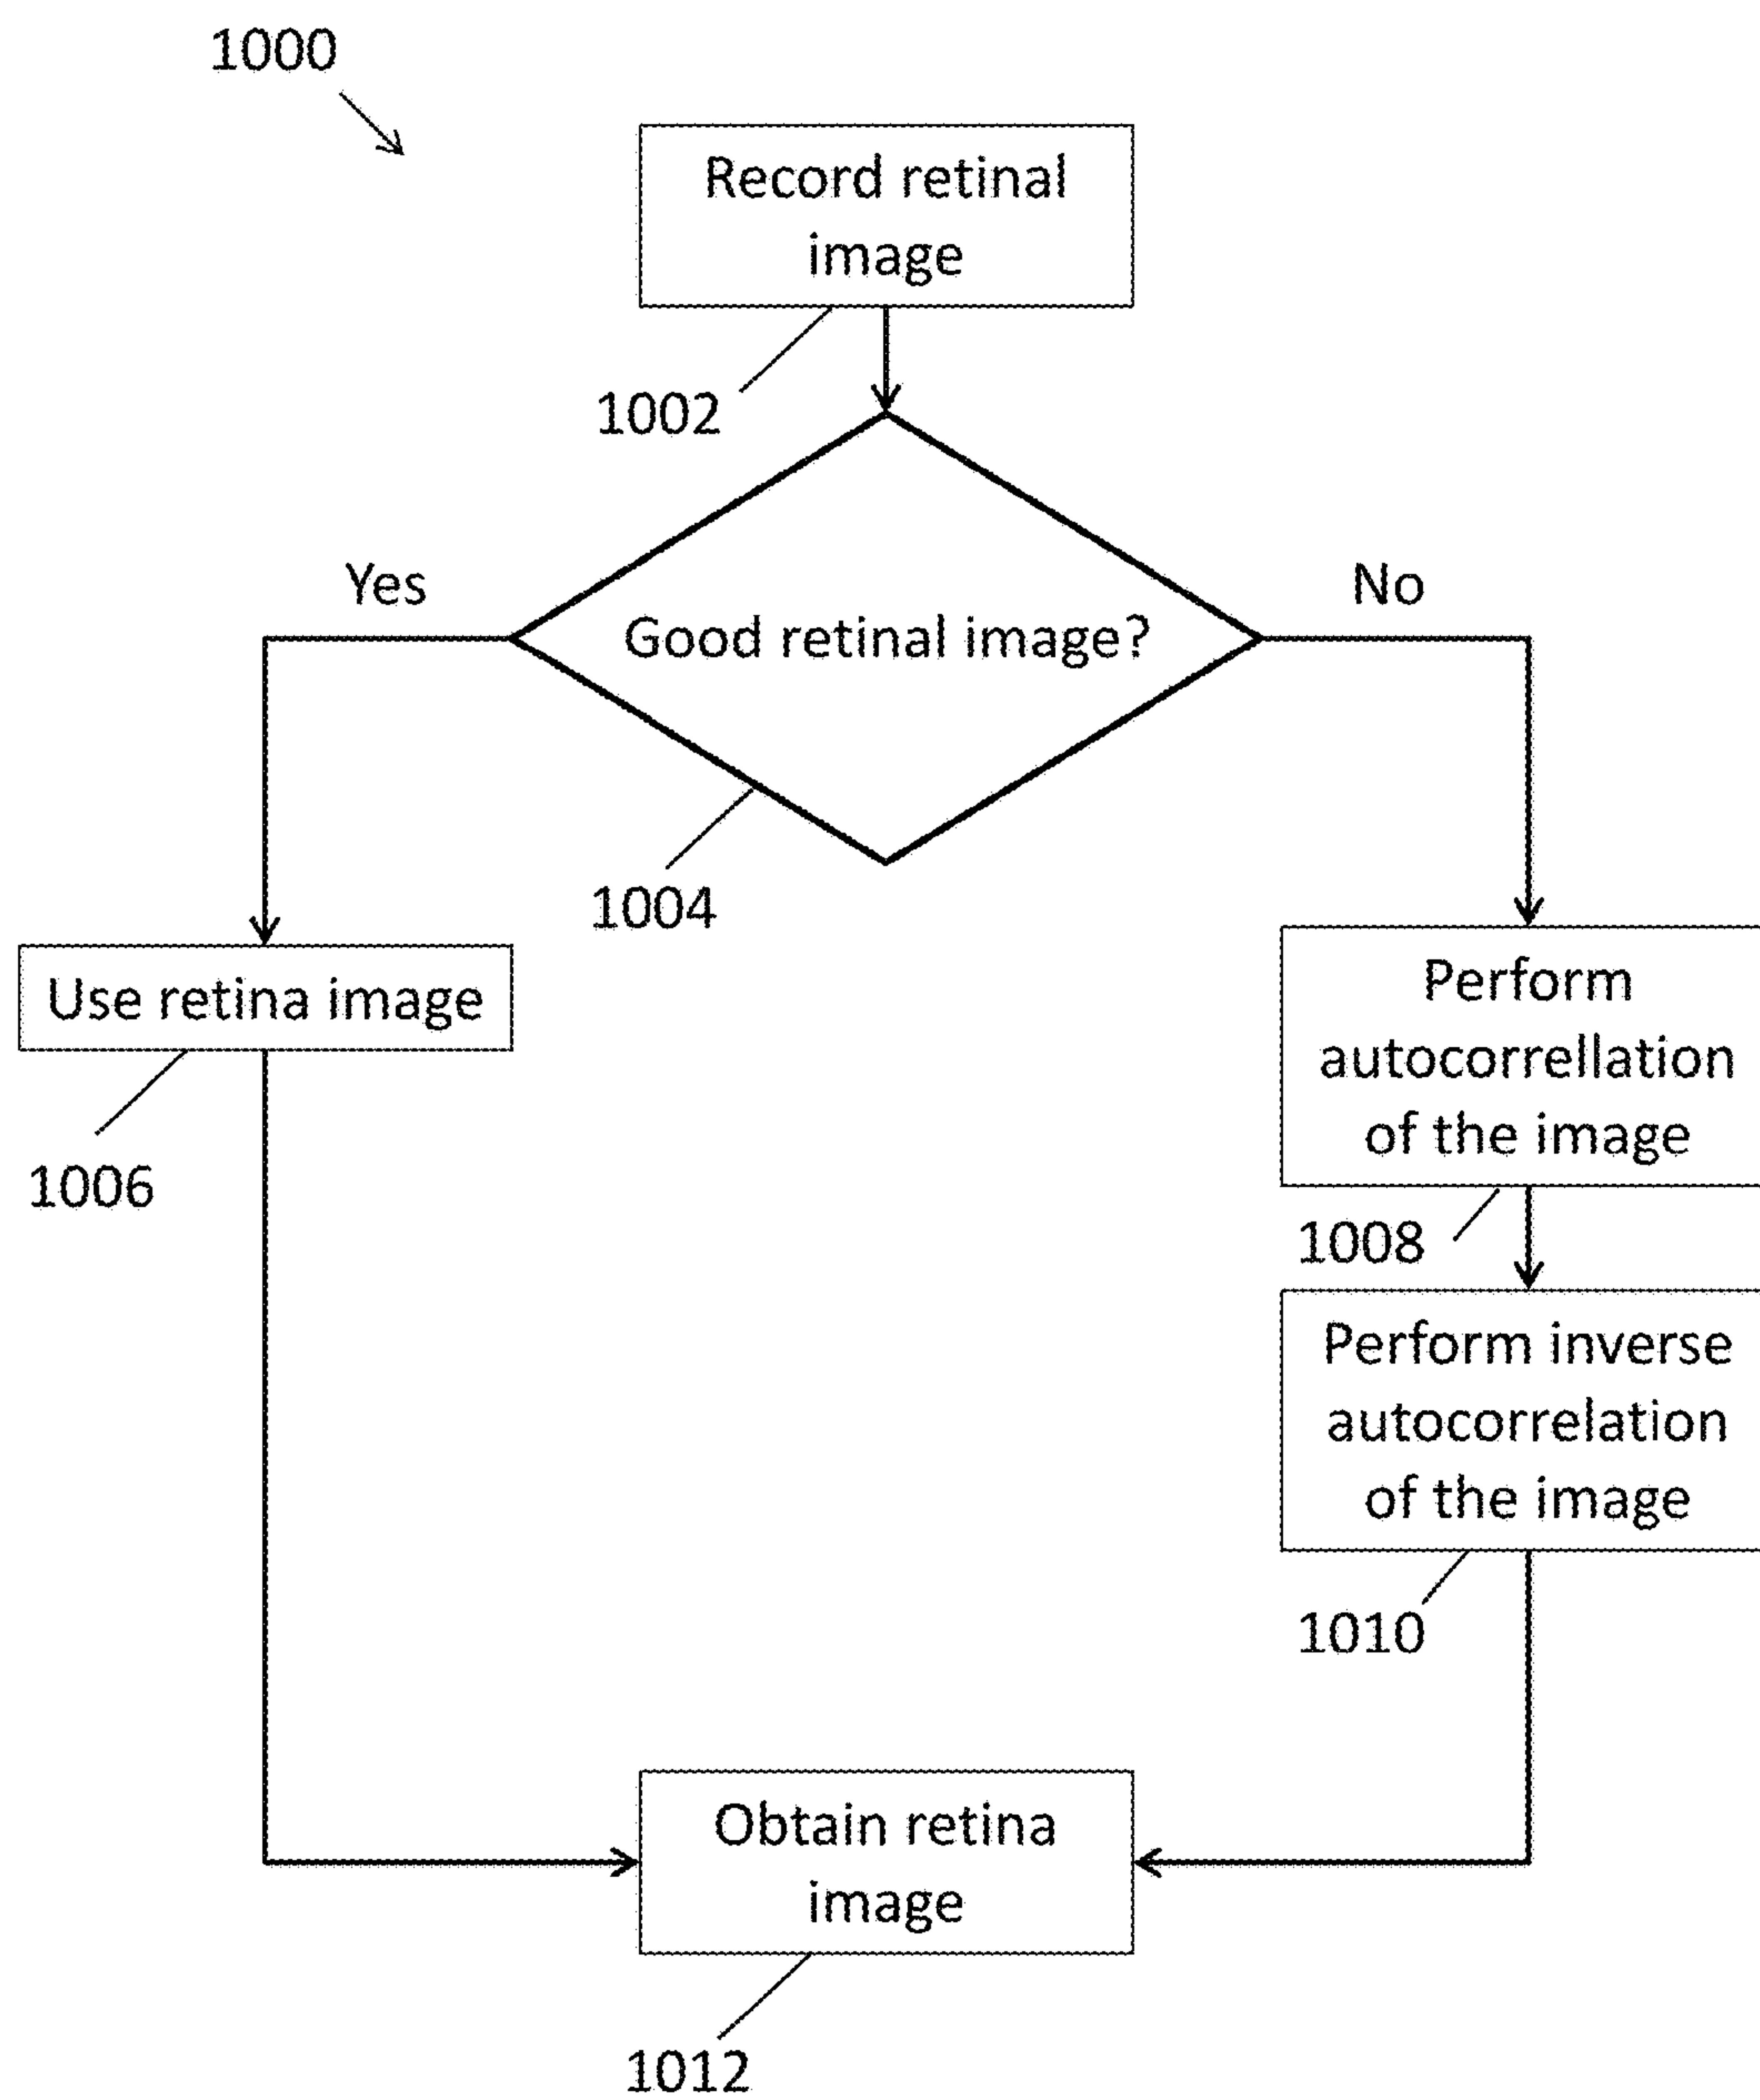 1000
Record retinal
image
1002
Yes
No
Good retinal image?
1004
Use retina image
1006
Perform
autocorrellation
of the image
1008
Perform inverse
autocorrelation
of the image
1010
Obtain retina
image
1012